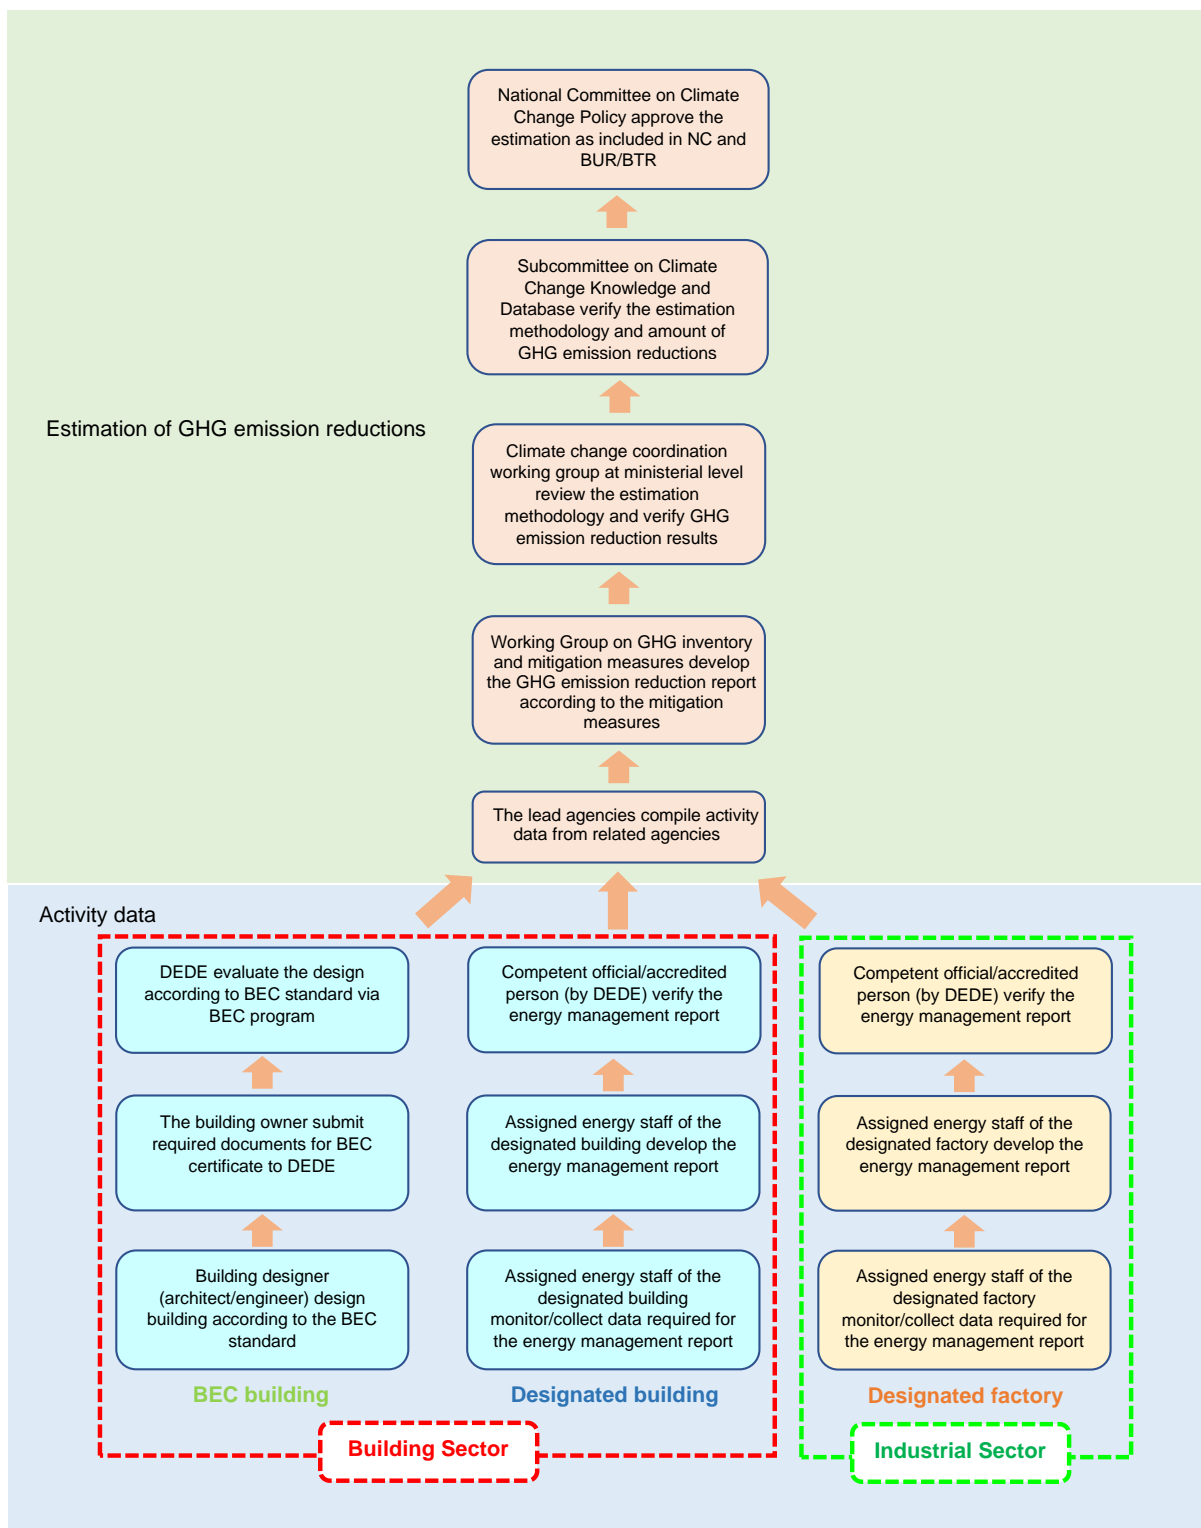 National Committee on Climate
Change Policy approve the
estimation as included in NC and
BUR/BTR
Subcommittee on Climate
Change Knowledge and
Database verify the estimation
methodology and amount of
GHG emission reductions
Estimation of GHG emission reductions
Climate change coordination
working group at ministerial level
review the estimation
methodology and verify GHG
emission reduction results
Working Group on GHG inventory
and mitigation measures develop
the GHG emission reduction report
according to the mitigation
measures
The lead agencies compile activity
data from related agencies
Activity data
DEDE evaluate the design
according to BEC standard via
BEC program
Competent official/accredited
person (by DEDE) verify the
energy management report
Competent official/accredited
person (by DEDE) verify the
energy management report
The building owner submit
required documents for BEC
certificate to DEDE
Assigned energy staff of the
designated building develop the
energy management report
Assigned energy staff of the
designated factory develop the
energy management report
Building designer
(architect/engineer) design
building according to the BEC
standard
Assigned energy staff of the
designated building
monitor/collect data required for
the energy management report
Assigned energy staff of the
designated factory
monitor/collect data required for
the energy management report
BEC building
Designated building
Designated factory
Building Sector
Industrial Sector